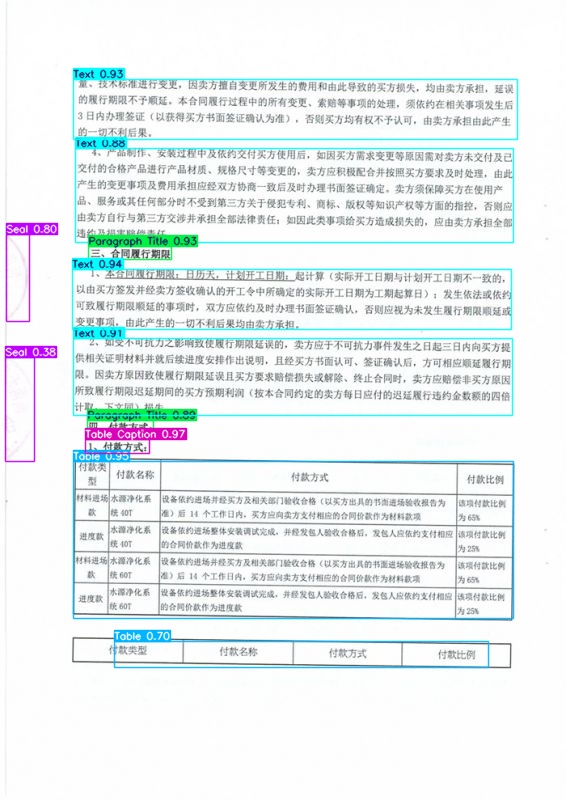 Text 0.93
量、技术标准进行变更，因卖方擅自变更所发生的费用和由此导致的买方损失，均由卖方承担，延误
的履行期限不予顺延。本合同履行过程中的所有变更、索赔等事项的处理，须依约在相关事项发生后
3 日内办理签证（以获得买方书面签证确认为准），否则买方均有权不予认可，由卖方承担由此产生
的一切不利后果。
Text 0.88
4、产品制作、安装过程中及依约交付买方使用后，如因买方需求变更等原因需对卖方未交付及已
交付的合格产品进行产品材质、规格尺寸等变更的，卖方应积极配合并按照买方要求及时处理，由此
产生的变更事项及费用承担应经双方协商一致后及时办理书面签证确定。卖方须保障买方在使用产
品、服务或其任何部分时不受到第三方关于侵犯专利、商标、版权等知识产权等方面的指控，否则应
由卖方自行与第三方交涉并承担全部法律责任；如因此类事项给买方造成损失的，应由卖方承担全部
违约及损害赔偿责任
Seal 0.80
Paragraph Title 0.93
三、合同履行期限
Text 0.94
1、本合同履行期限：日历天，计划开工日期：起计算（实际开工日期与计划开工日期不一致的，
以由买方签发并经卖方签收确认的开工令中所确定的实际开工日期为工期起算日）；发生依法或依约
可致履行期限顺延的事项时，双方应依约及时办理书面签证确认，否则应视为未发生履行期限顺延或
变更事项，由此产生的一切不利后果均由卖方承担。
Text 0.91
2、如受不可抗力之影响致使履行期限延误的，卖方应于不可抗力事件发生之日起三日内向买方提
供相关证明材料并就后续进度安排作出说明，且经买方书面认可、签证确认后，方可相应顺延履行期
限。因卖方原因致使履行期限延误且买方要求赔偿损失或解除、终止合同时，卖方应赔偿非买方原因
所致履行期限迟延期间的买方预期利润（按本合同约定的卖方每日应付的迟延履行违约金数额的四倍
计取，下文同）损失
Seal 0.38
Paragraph Title 0.89
四、付款方式
Table Caption 0.97
1、付款方式：
Table 0.95
付款类型 付款名称 付款方式 付款比例
材料进场款 水源净化系统 40T 设备依约进场并经买方及相关部门验收合格（以买方出具的书面进场验收报告为准）后 14 个工作日内，买方应向卖方支付相应的合同价款作为材料款项 该项付款比例为 65%
进度款 水源净化系统 40T 设备依约进场整体安装调试完成，并经发包人验收合格后，发包人应依约支付相应的合同价款作为进度款 该项付款比例为 25%
材料进场款 水源净化系统 60T 设备依约进场并经买方及相关部门验收合格（以买方出具的书面进场验收报告为准）后 14 个工作日内，买方应向卖方支付相应的合同价款作为材料款项 该项付款比例为 65%
进度款 水源净化系统 60T 设备依约进场整体安装调试完成，并经发包人验收合格后，发包人应依约支付相应的合同价款作为进度款 该项付款比例为 25%
Table 0.70
付款类型 付款名称 付款方式 付款比例